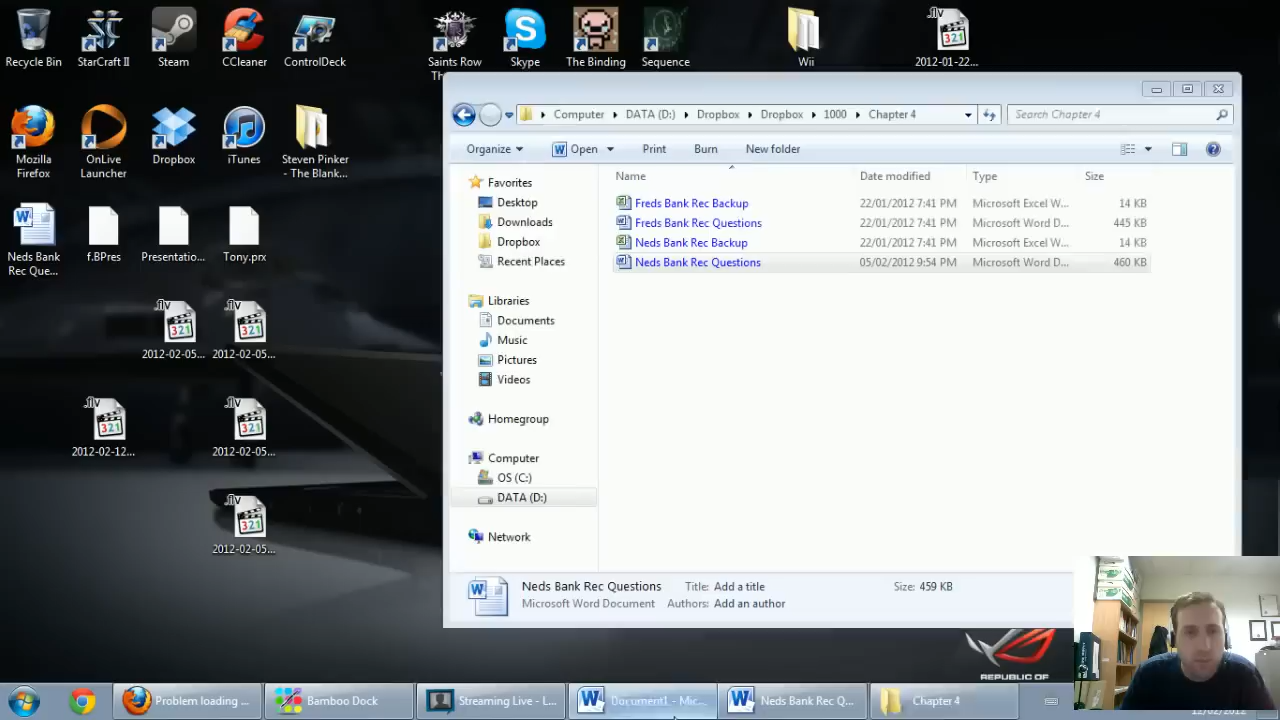 Recycle Bin
StarCraft II
Steam
CCleaner
ControlDeck
Saints Row
Skype
The Binding
Sequence
Wii
2012-01-22...
Mozilla Firefox
OnLive Launcher
Dropbox
iTunes
Steven Pinker - The Blank...
Neds Bank Rec Que...
f.BPres
Presentatio...
Tony.prx
.flv
2012-02-05...
.flv
2012-02-05...
.flv
2012-02-12...
.flv
2012-02-05...
.flv
2012-02-05...
.flv
Computer
DATA (D:)
Dropbox
Dropbox
1000
Chapter 4
Search Chapter 4
Organize
Open
Print
Burn
New folder
Name
Date modified
Type
Size
Freds Bank Rec Backup 22/01/2012 7:41 PM Microsoft Excel W... 14 KB
Freds Bank Rec Questions 22/01/2012 7:41 PM Microsoft Word D... 445 KB
Neds Bank Rec Backup 22/01/2012 7:41 PM Microsoft Excel W... 14 KB
Neds Bank Rec Questions 05/02/2012 9:54 PM Microsoft Word D... 460 KB
Favorites
Desktop
Downloads
Dropbox
Recent Places
Libraries
Documents
Music
Pictures
Videos
Homegroup
Computer
OS (C:)
DATA (D:)
Network
Neds Bank Rec Questions Title: Add a title Size: 459 KB
Microsoft Word Document Authors: Add an author
REPUBLIC OF
Problem loading ...
Bamboo Dock
Streaming Live - L...
Document1 - Mic...
Neds Bank Rec Q...
Chapter 4